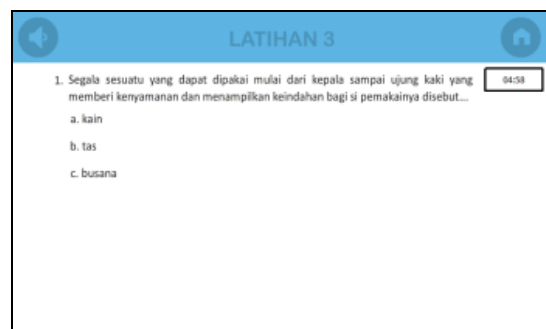 LATIHAN 3
1. Segala sesuatu yang dapat dipakai mulai dari kepala sampai ujung kaki yang
04:58
memberi kenyamanan dan menampilkan keindahan bagi si pemakainya disebut....
a. kain
b. tas
c. busana